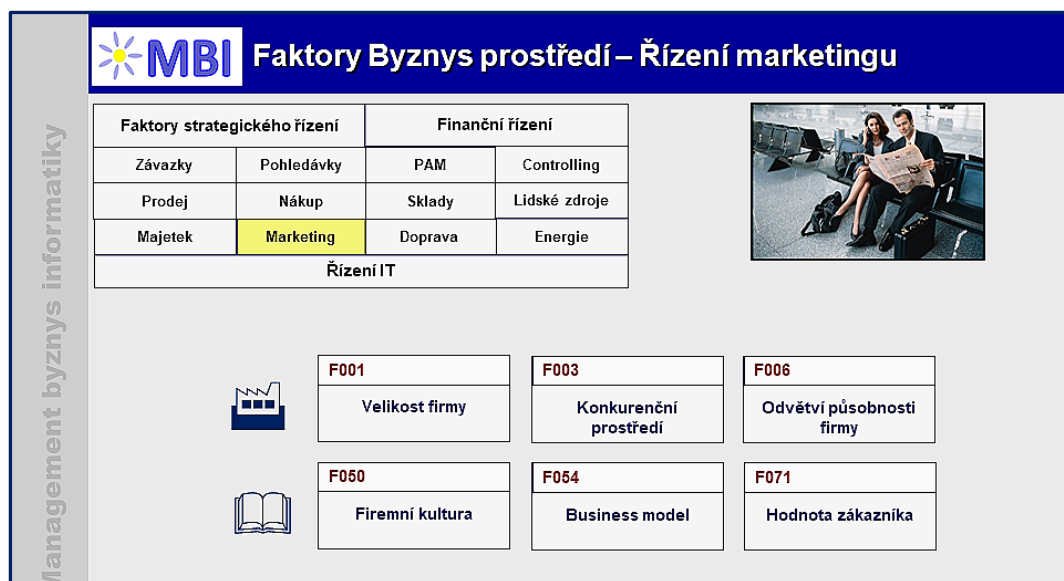 MBI
Faktory Byznys prostředí – Řízení marketingu
Management byznys informatiky
Faktory strategického řízení
Finanční řízení
Závazky
Pohledávky
PAM
Controlling
Prodej
Nákup
Sklady
Lidské zdroje
Majetek
Marketing
Doprava
Energie
Řízení IT
F001
Velikost firmy
F003
Konkurenční
prostředí
F006
Odvětví působnosti
firmy
F050
Firemní kultura
F054
Business model
F071
Hodnota zákazníka